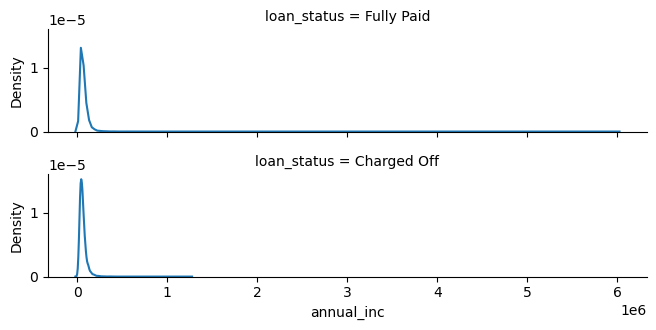 loan_status = Fully Paid
1e−5
Density
1
0
loan_status = Charged Off
1e−5
Density
1
0
0 1 2 3 4 5 6
1e6
annual_inc